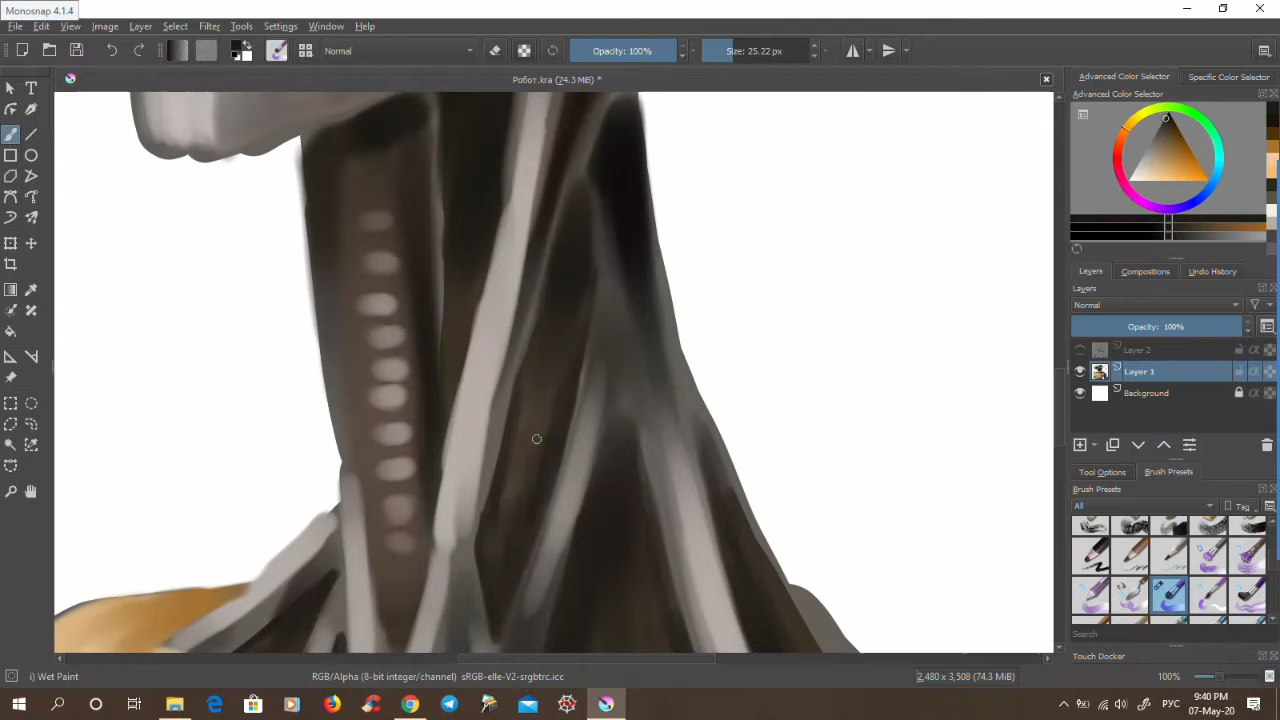 Monosnap 4.1.4
File Edit View Image Layer Select Filter Tools Settings Window Help
Normal Opacity: 100% Size: 25.22 px
Робот.kra (74.3 MiB) *
Advanced Color Selector Specific Color Selector
Advanced Color Selector
Layers Compositions Undo History
Layers
Normal
Opacity: 100%
Layer 2
Layer 1
Background
Tool Options Brush Presets
Brush Presets
All Tag
Search
Touch Docker
i) Wet Paint RGB/Alpha (8-bit integer/channel) sRGB-elle-V2-srgbtrc.icc 2,480 x 3,508 (74.3 MiB) 100%
РУС 9:40 PM
07-May-20